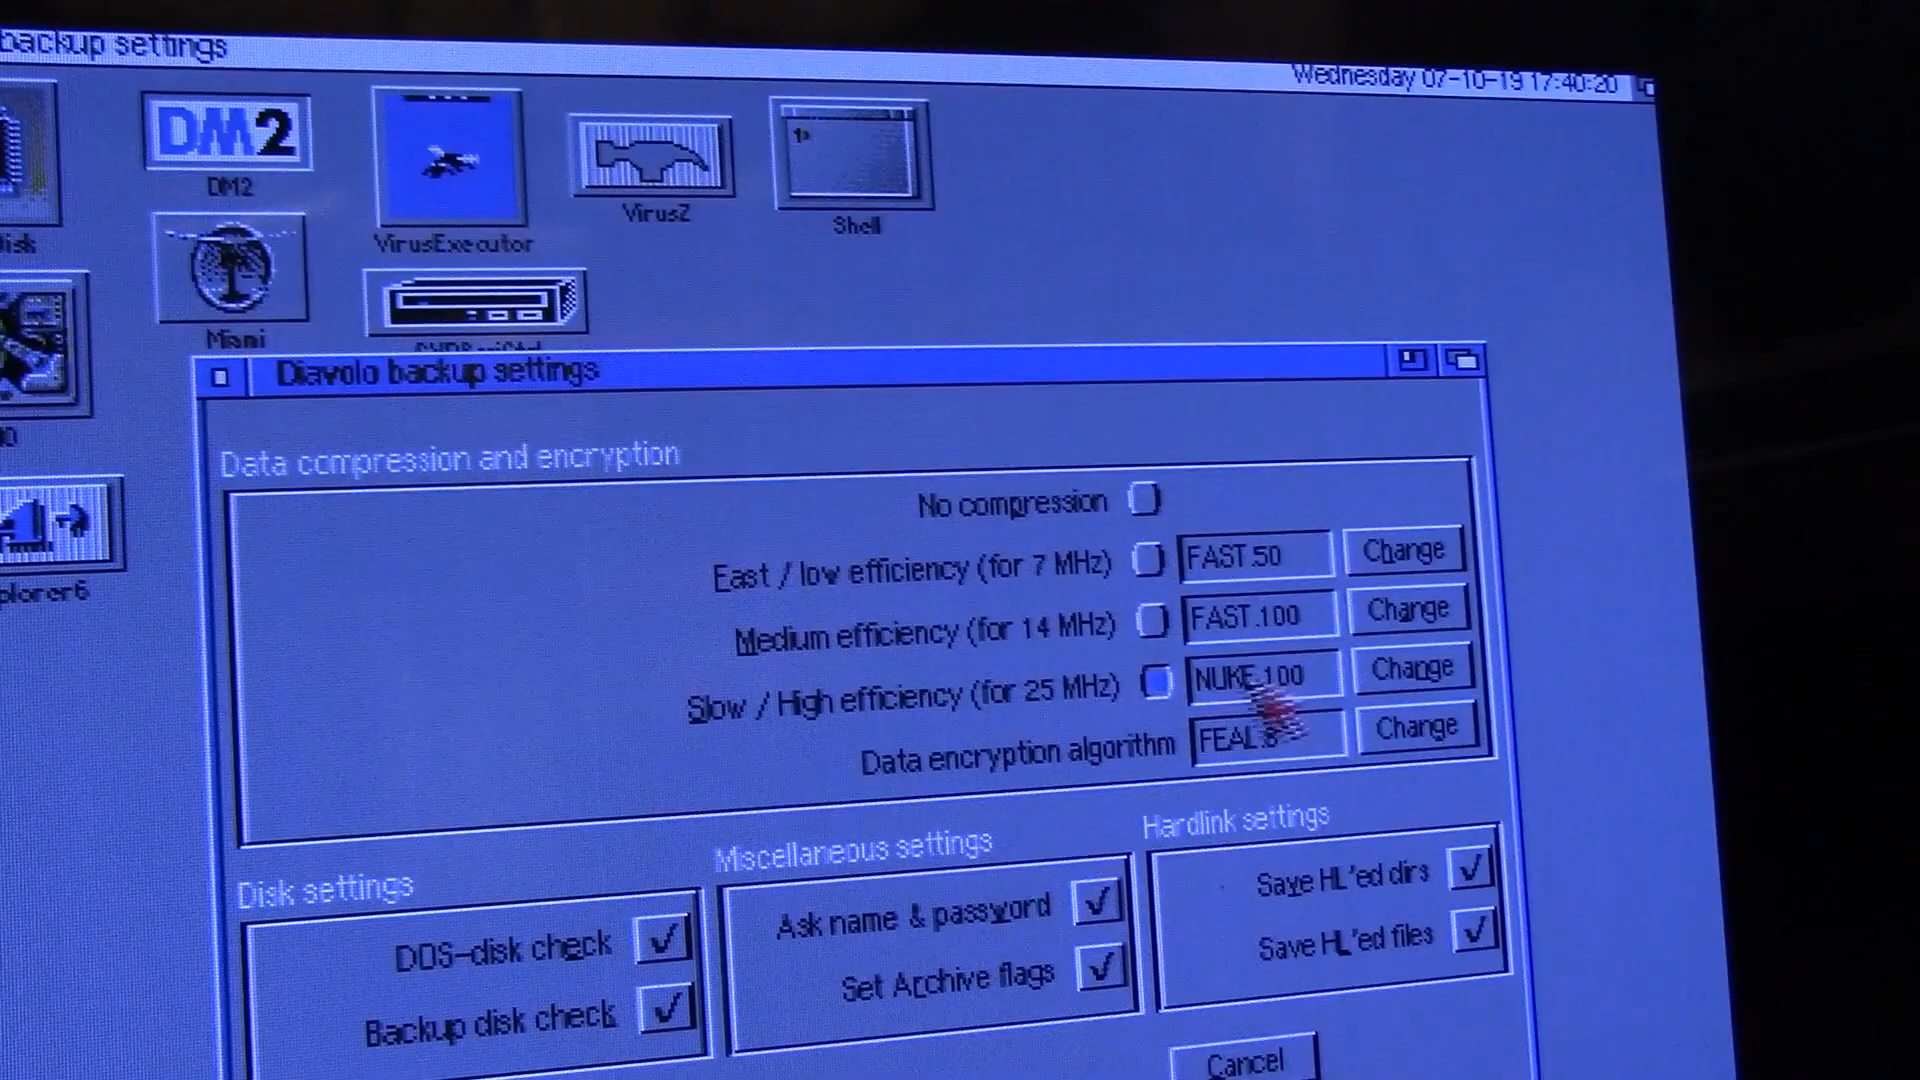 backup settings
Wednesday 07-10-19 17:40:20
DM2
DM2
VirusExecutor
VirusZ
Shell
Miami
Diavolo backup settings
Data compression and encryption
No compression
Fast / low efficiency (for 7 MHz) FAST.50 Change
Medium efficiency (for 14 MHz) FAST.100 Change
Slow / High efficiency (for 25 MHz) NUKE.100 Change
Data encryption algorithm FEAL.8 Change
Disk settings
DOS-disk check
Backup disk check
Miscellaneous settings
Ask name & password
Set Archive flags
Hardlink settings
Save HL'ed dirs
Save HL'ed files
Cancel